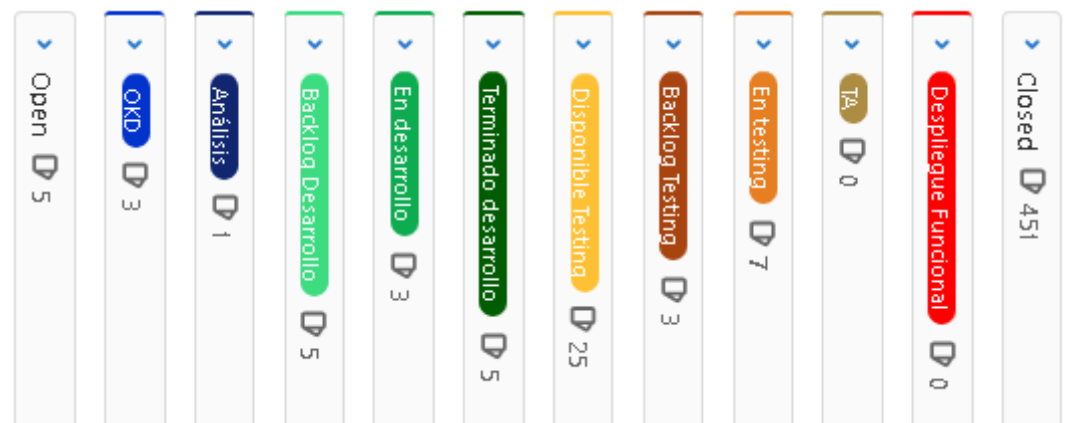 Open 5
OKD 3
Análisis 1
Backlog Desarrollo 5
En desarrollo 3
Terminado desarrollo 5
Disponible Testing 25
Backlog Testing 3
En testing 7
TA 0
Despliegue Funcional 0
Closed 451